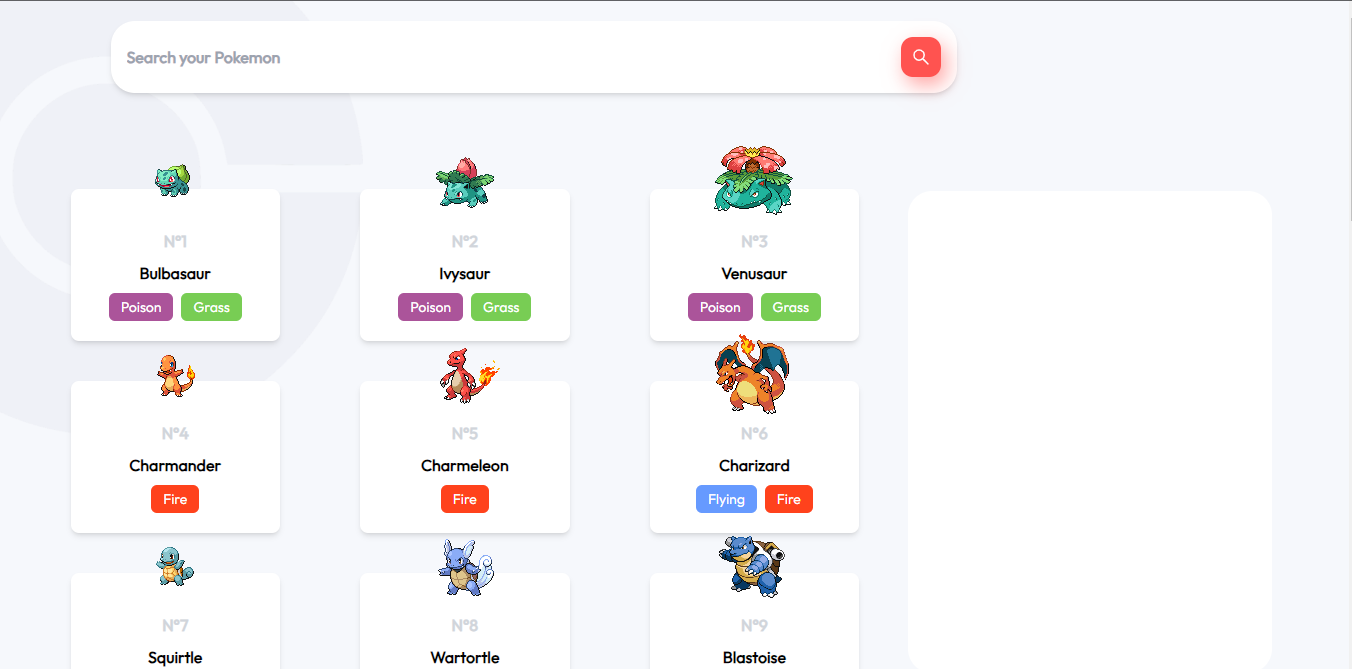 Search your Pokemon
N°1
Bulbasaur
Poison Grass
N°2
Ivysaur
Poison Grass
N°3
Venusaur
Poison Grass
N°4
Charmander
Fire
N°5
Charmeleon
Fire
N°6
Charizard
Flying Fire
N°7
Squirtle
N°8
Wartortle
N°9
Blastoise